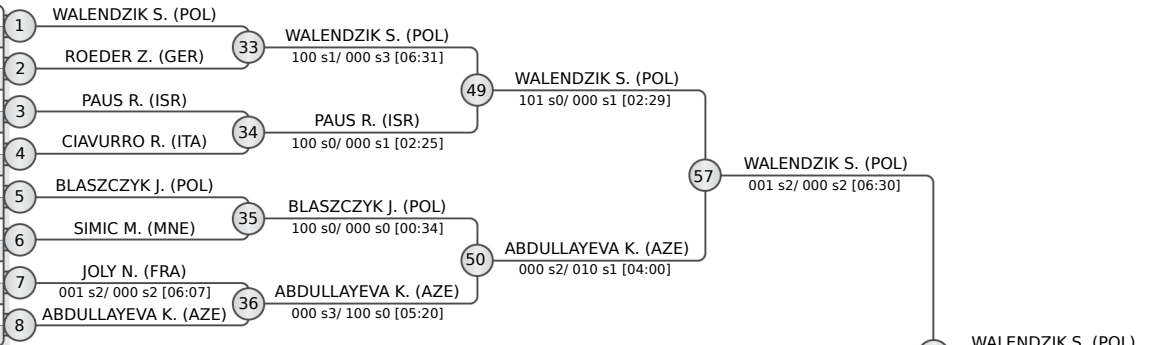 1
WALENDZIK S. (POL)
2
ROEDER Z. (GER)
33
WALENDZIK S. (POL)
100 s1/ 000 s3 [06:31]
3
PAUS R. (ISR)
4
CIAVURRO R. (ITA)
34
PAUS R. (ISR)
100 s0/ 000 s1 [02:25]
49
WALENDZIK S. (POL)
101 s0/ 000 s1 [02:29]
5
BLASZCZYK J. (POL)
6
SIMIC M. (MNE)
35
BLASZCZYK J. (POL)
100 s0/ 000 s0 [00:34]
7
JOLY N. (FRA)
001 s2/ 000 s2 [06:07]
8
ABDULLAYEVA K. (AZE)
36
ABDULLAYEVA K. (AZE)
000 s3/ 100 s0 [05:20]
50
ABDULLAYEVA K. (AZE)
000 s2/ 010 s1 [04:00]
57
WALENDZIK S. (POL)
001 s2/ 000 s2 [06:30]
WALENDZIK S. (POL)